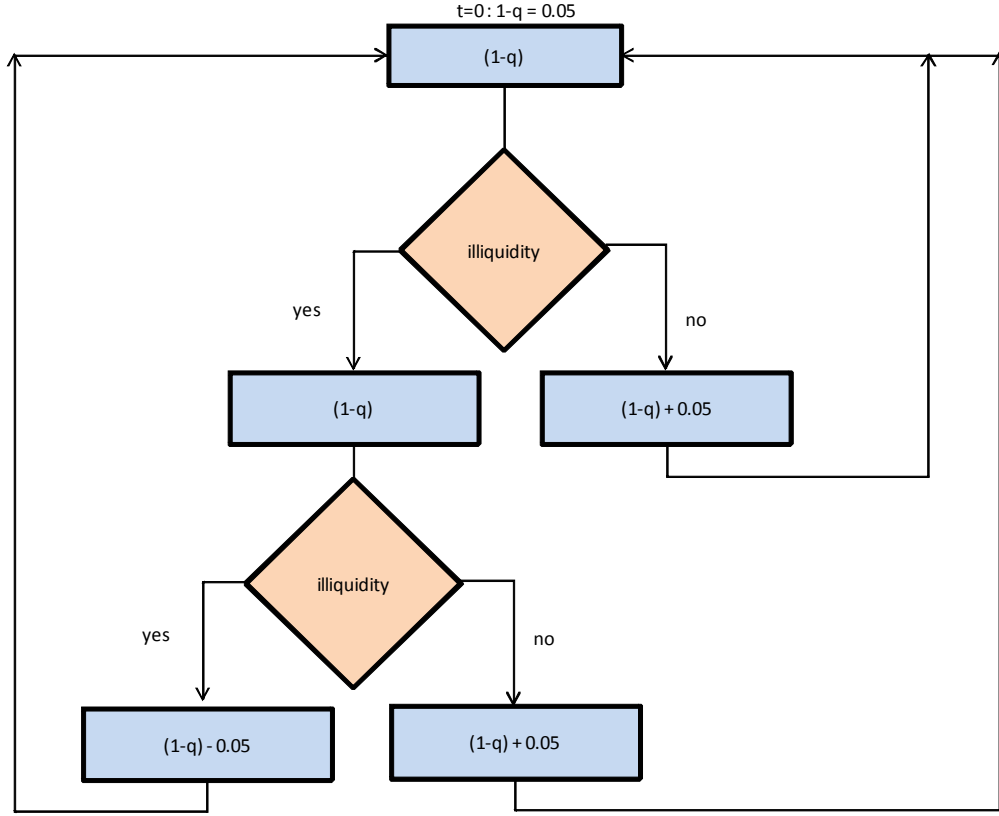 t=0 : 1-q = 0.05
(1-q)
illiquidity
yes
no
(1-q)
(1-q) + 0.05
illiquidity
yes
no
(1-q) - 0.05
(1-q) + 0.05